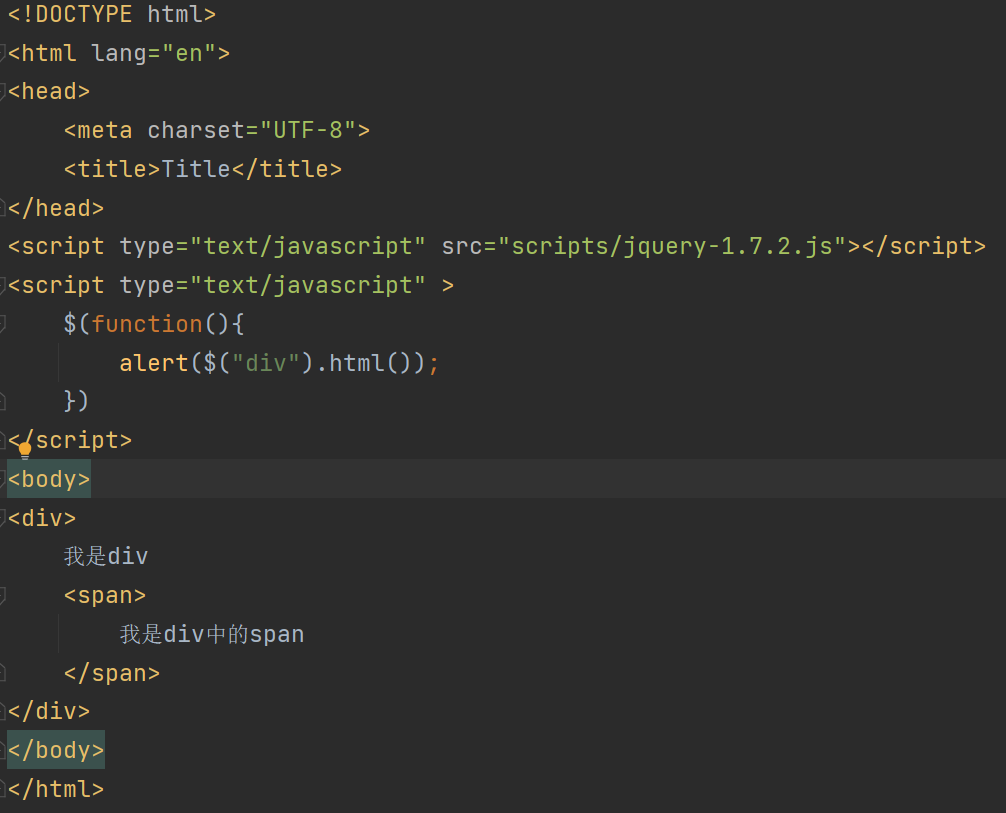 <!DOCTYPE html>
<html lang="en">
<head>
    <meta charset="UTF-8">
    <title>Title</title>
</head>
<script type="text/javascript" src="scripts/jquery-1.7.2.js"></script>
<script type="text/javascript" >
    $(function(){
        alert($("div").html());
    })
</script>
<body>
<div>
    我是div
    <span>
        我是div中的span
    </span>
</div>
</body>
</html>